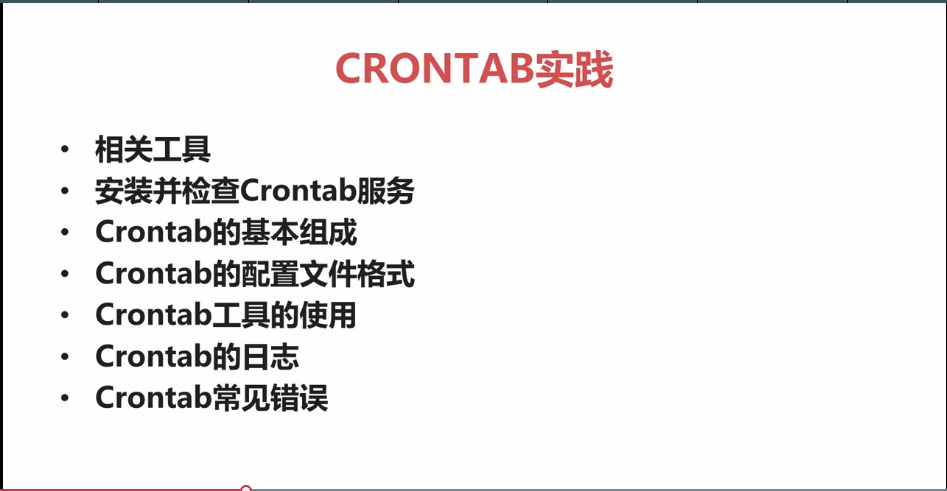 CRONTAB实践
• 相关工具
• 安装并检查Crontab服务
• Crontab的基本组成
• Crontab的配置文件格式
• Crontab工具的使用
• Crontab的日志
• Crontab常见错误